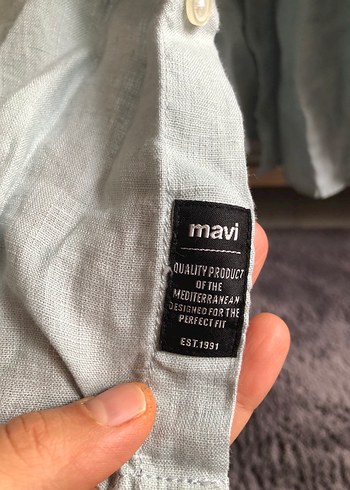 mavi
QUALITY PRODUCT
OF THE
MEDITERRANEAN
DESIGNED FOR THE
PERFECT FIT
EST.1991